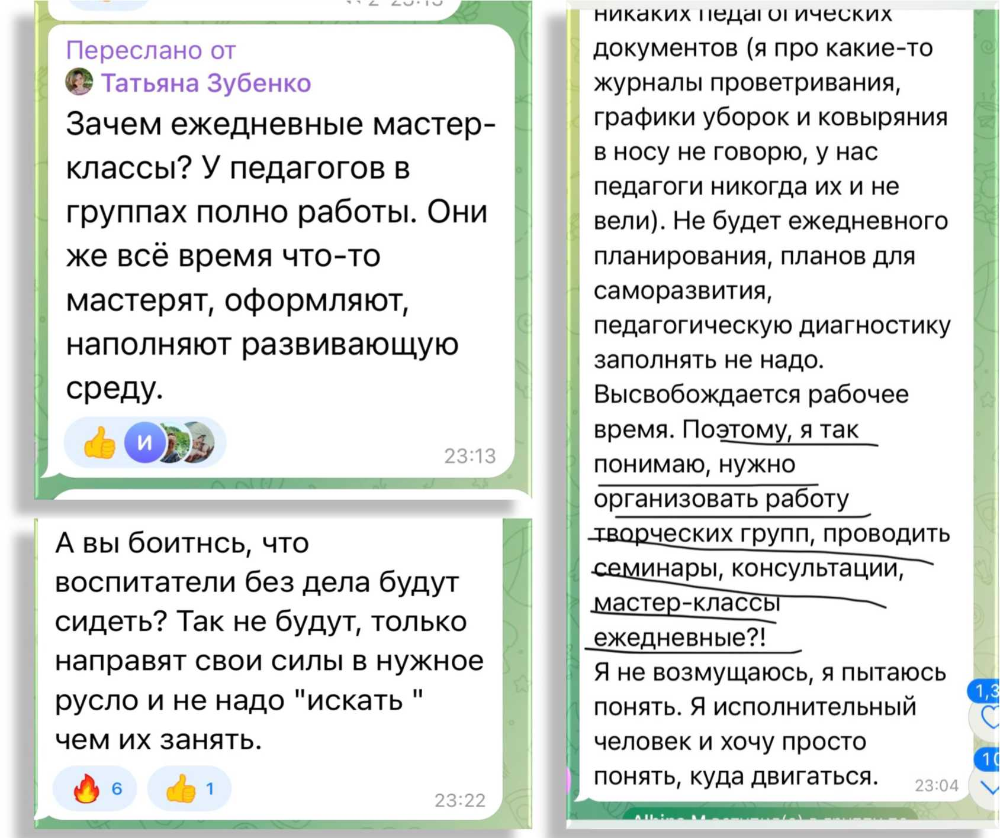 Переслано от
Татьяна Зубенко
Зачем ежедневные мастер-
классы? У педагогов в
группах полно работы. Они
же всё время что-то
мастерят, оформляют,
наполняют развивающую
среду.
И
23:13
А вы боитнсь, что
воспитатели без дела будут
сидеть? Так не будут, только
направят свои силы в нужное
русло и не надо "искать "
чем их занять.
6
1
23:22
никаких педагогических
документов (я про какие-то
журналы проветривания,
графики уборок и ковыряния
в носу не говорю, у нас
педагоги никогда их и не
вели). Не будет ежедневного
планирования, планов для
саморазвития,
педагогическую диагностику
заполнять не надо.
Высвобождается рабочее
время. Поэтому, я так
понимаю, нужно
организовать работу
творческих групп, проводить
семинары, консультации,
мастер-классы
ежедневные?!
Я не возмущаюсь, я пытаюсь
понять. Я исполнительный
человек и хочу просто
понять, куда двигаться.
23:04
1,3
10